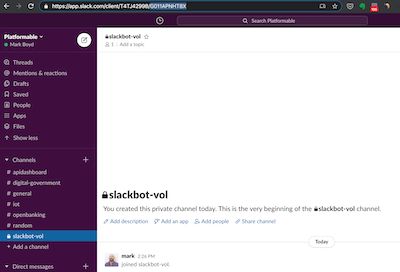 https://app.slack.com/client/T4TJ42998/G011APNHTBX
Search Platformable
Platformable
Mark Boyd
Threads
Mentions & reactions
Drafts
Saved
People
Apps
Files
Show less
Channels
# apidashboard
# digital-government
# general
# iot
# openbanking
# random
slackbot-vol
+ Add a channel
Direct messages
slackbot-vol
1 | Add a topic
slackbot-vol
You created this private channel today. This is the very beginning of the slackbot-vol channel.
Add description Add an app Add people Share channel
Today
mark 2:26 PM
joined slackbot-vol.